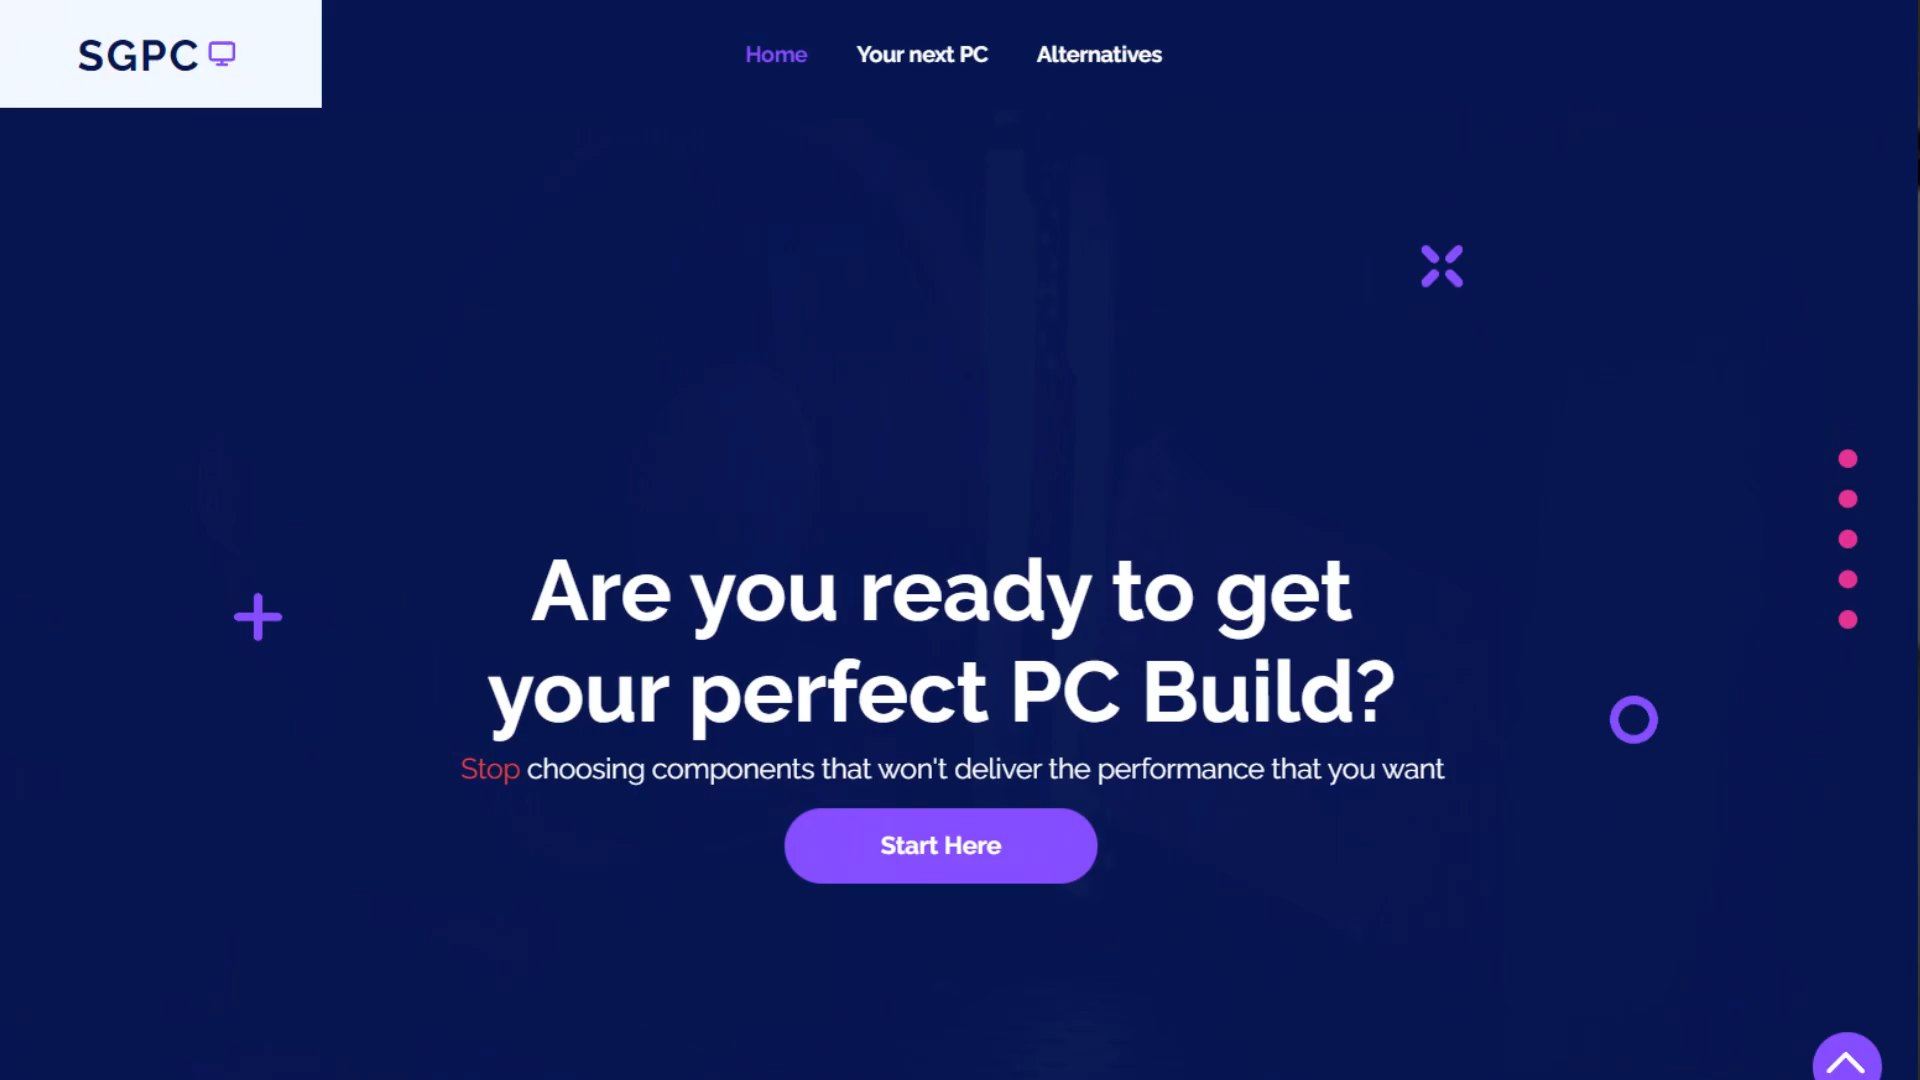 SGPC
Home Your next PC Alternatives
Are you ready to get
your perfect PC Build?
Stop choosing components that won't deliver the performance that you want
Start Here